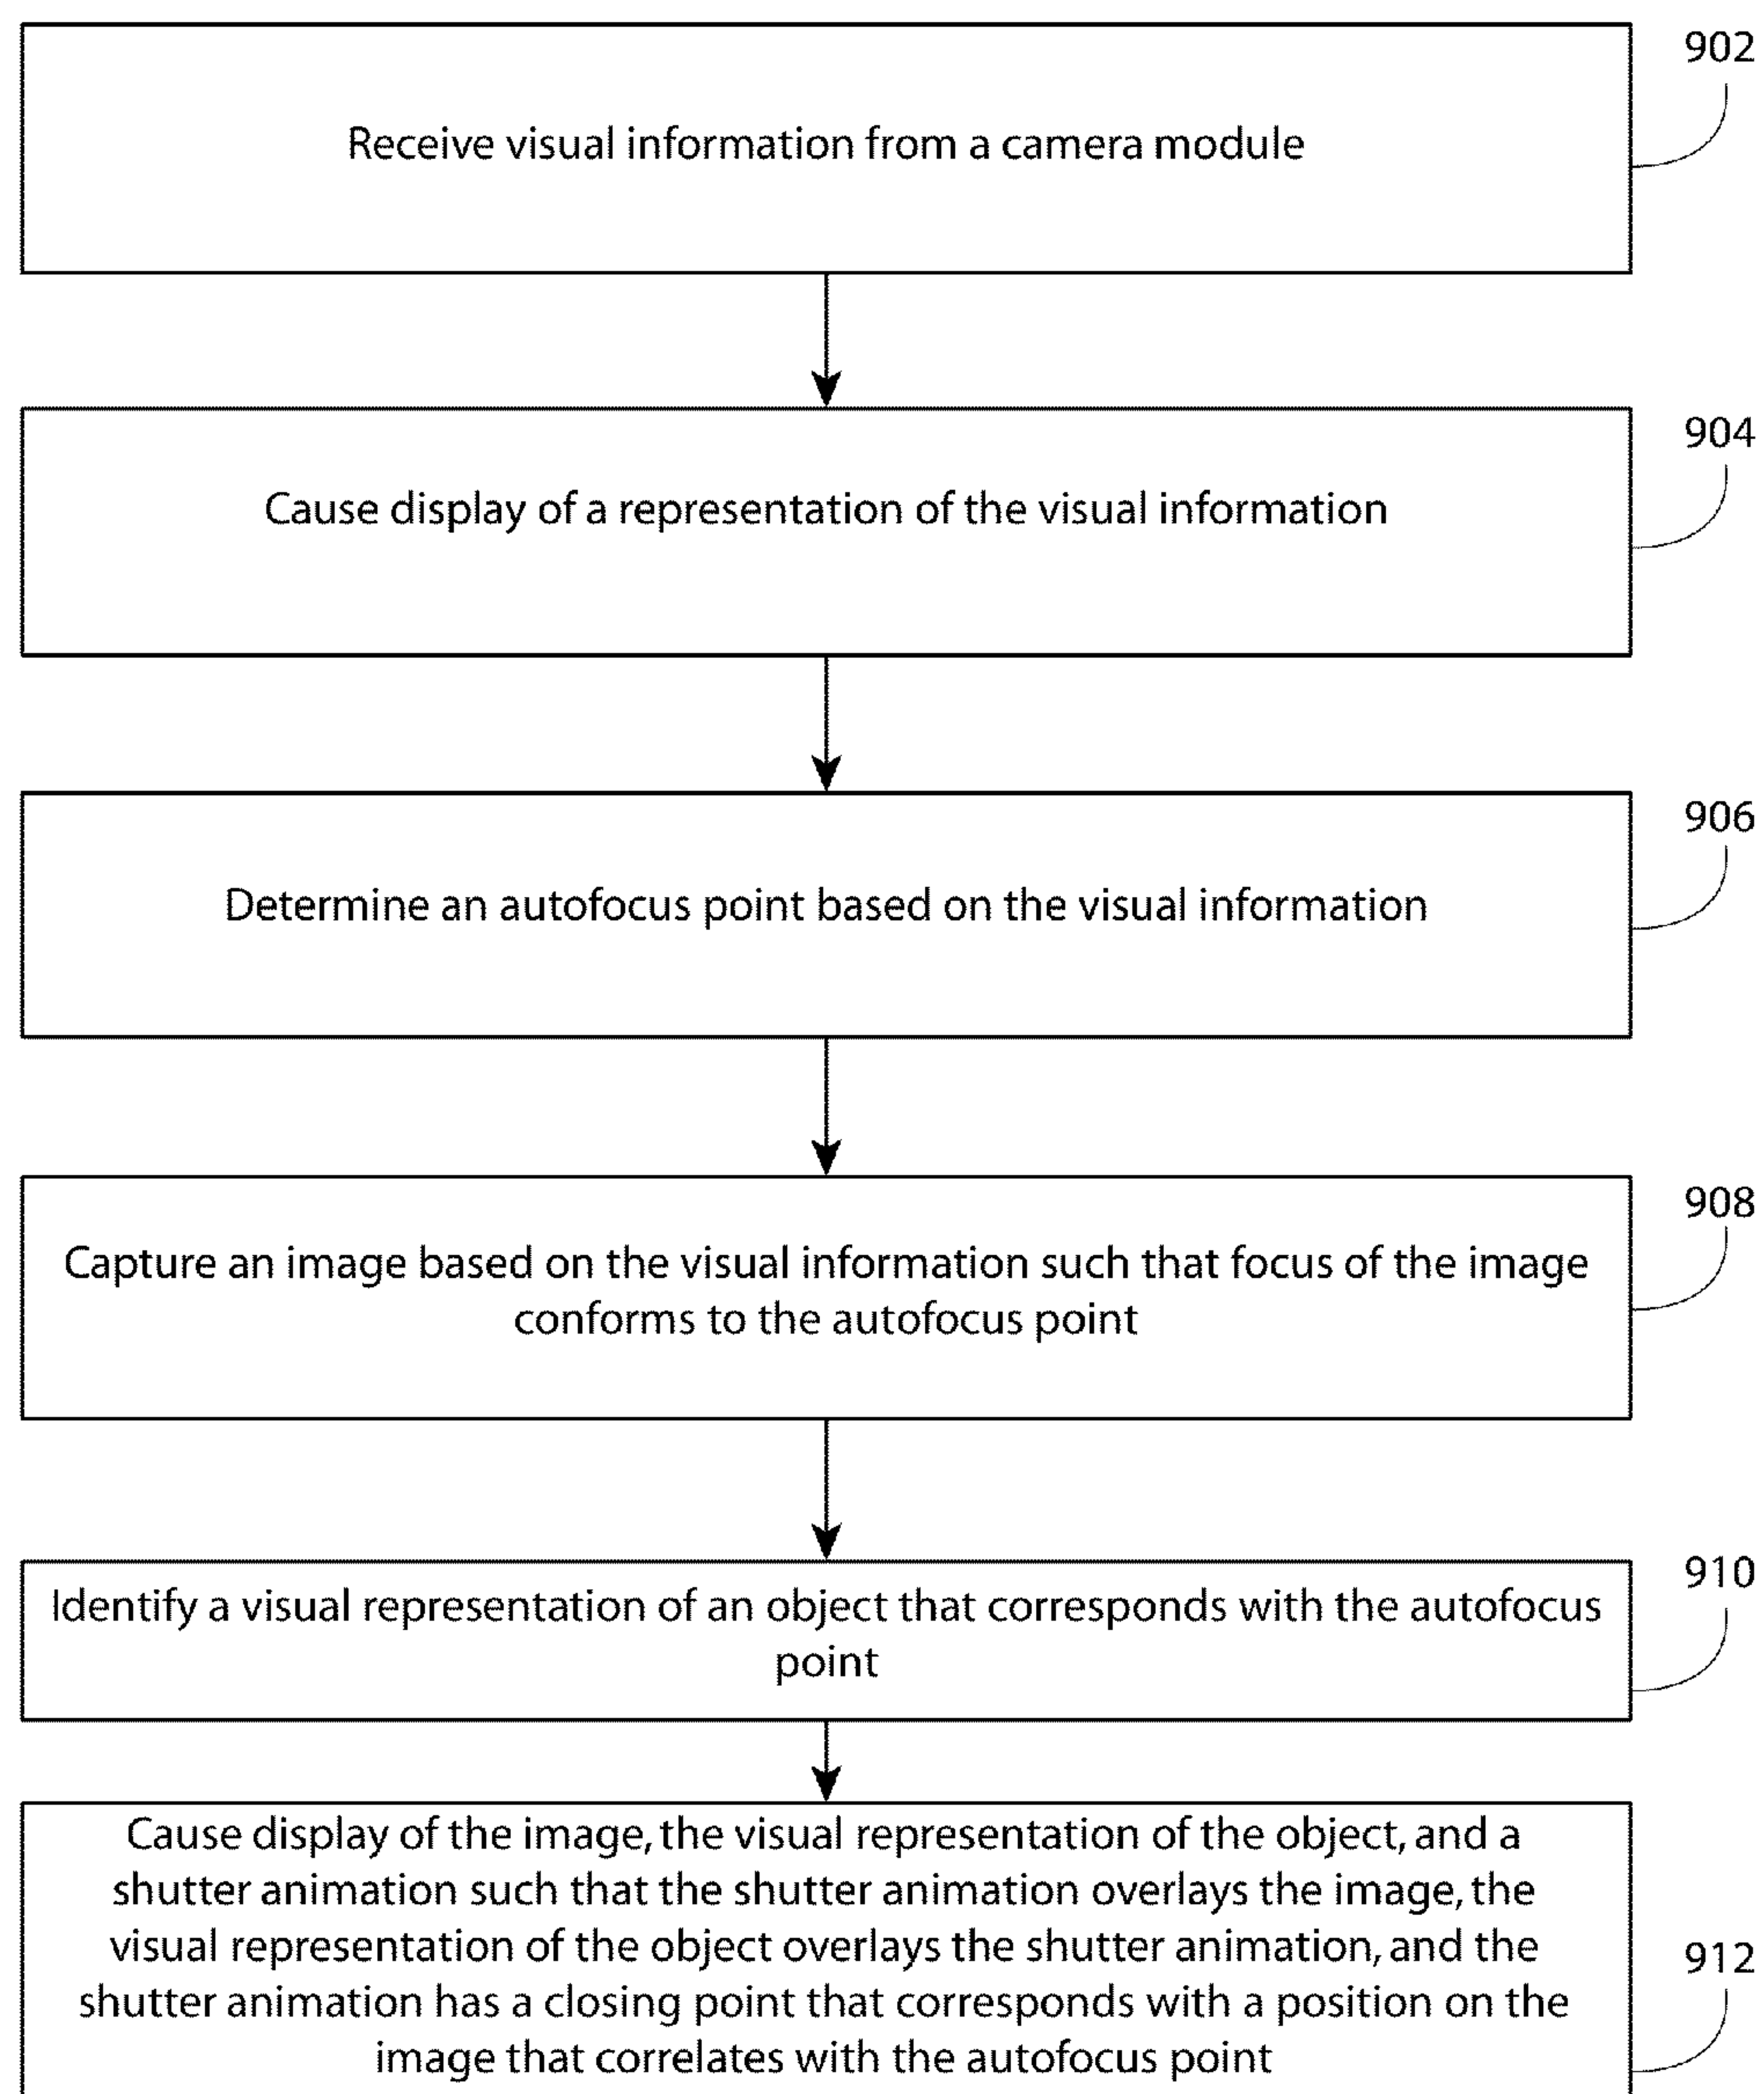 902
Receive visual information from a camera module
904
Cause display of a representation of the visual information
906
Determine an autofocus point based on the visual information
908
Capture an image based on the visual information such that focus of the image
conforms to the autofocus point
910
Identify a visual representation of an object that corresponds with the autofocus
point
Cause display of the image, the visual representation of the object, and a
shutter animation such that the shutter animation overlays the image, the
visual representation of the object overlays the shutter animation, and the
912
shutter animation has a closing point that corresponds with a position on the
image that correlates with the autofocus point